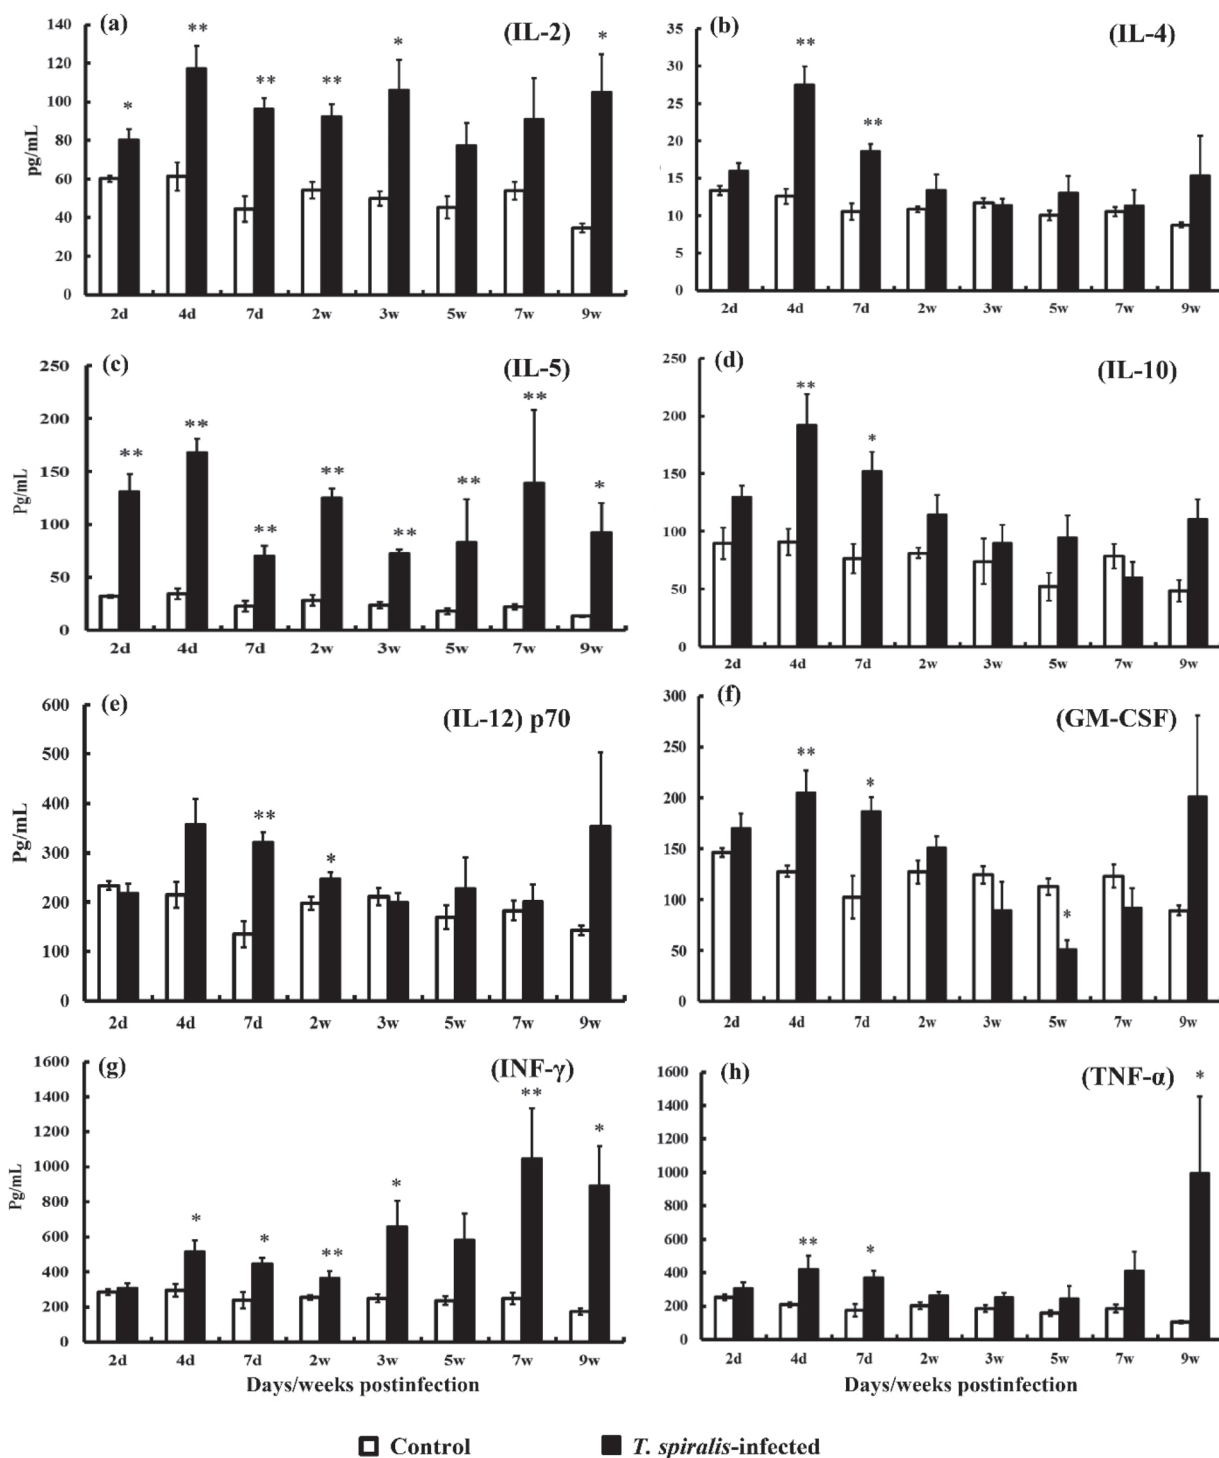 (a)
(IL-2)
140
120
100
80
60
40
20
0
pg/mL
* ** ** ** * *
2d 4d 7d 2w 3w 5w 7w 9w
(b)
(IL-4)
35
30
25
20
15
10
5
0
** **
2d 4d 7d 2w 3w 5w 7w 9w
(c)
(IL-5)
250
200
150
100
50
0
Pg/mL
** ** ** ** ** ** ** *
2d 4d 7d 2w 3w 5w 7w 9w
(d)
(IL-10)
250
200
150
100
50
0
** *
2d 4d 7d 2w 3w 5w 7w 9w
(e)
(IL-12) p70
600
500
400
300
200
100
0
Pg/mL
** *
2d 4d 7d 2w 3w 5w 7w 9w
(f)
(GM-CSF)
300
250
200
150
100
50
0
** * *
2d 4d 7d 2w 3w 5w 7w 9w
(g)
(INF-γ)
1600
1400
1200
1000
800
600
400
200
0
Pg/mL
* * ** * ** *
2d 4d 7d 2w 3w 5w 7w 9w
Days/weeks postinfection
(h)
(TNF-α)
1600
1400
1200
1000
800
600
400
200
0
** * *
2d 4d 7d 2w 3w 5w 7w 9w
Days/weeks postinfection
Control
T. spiralis-infected